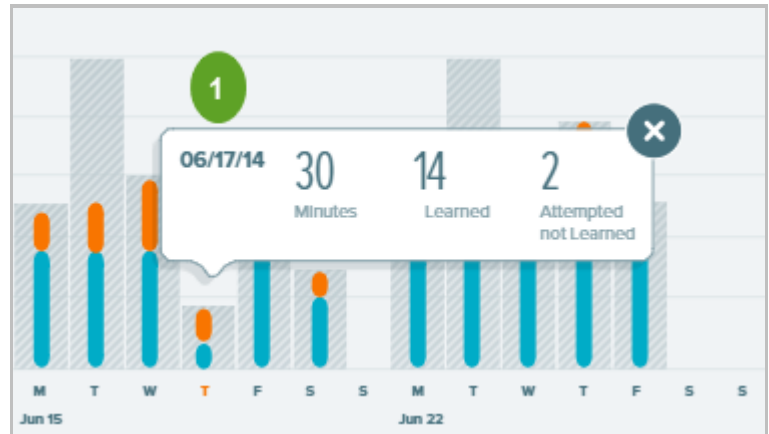 1
06/17/14 30 14 2
Minutes Learned Attempted
not Learned
M T W T F S S M T W T F S S
Jun 15 Jun 22